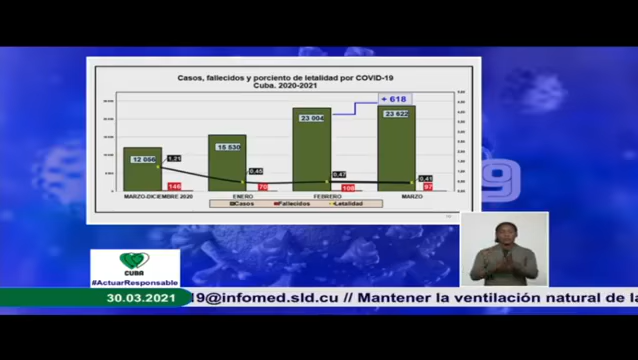 Casos, fallecidos y porciento de letalidad por COVID-19
Cuba. 2020-2021
+ 618
12 056
1,21
146
15 530
0,45
70
23 004
0,47
108
23 622
0,41
97
MARZO-DICIEMBRE 2020
ENERO
FEBRERO
MARZO
Casos
Fallecidos
Letalidad
9
CUBA
#ActuarResponsable
30.03.2021
19@infomed.sld.cu // Mantener la ventilación natural de la